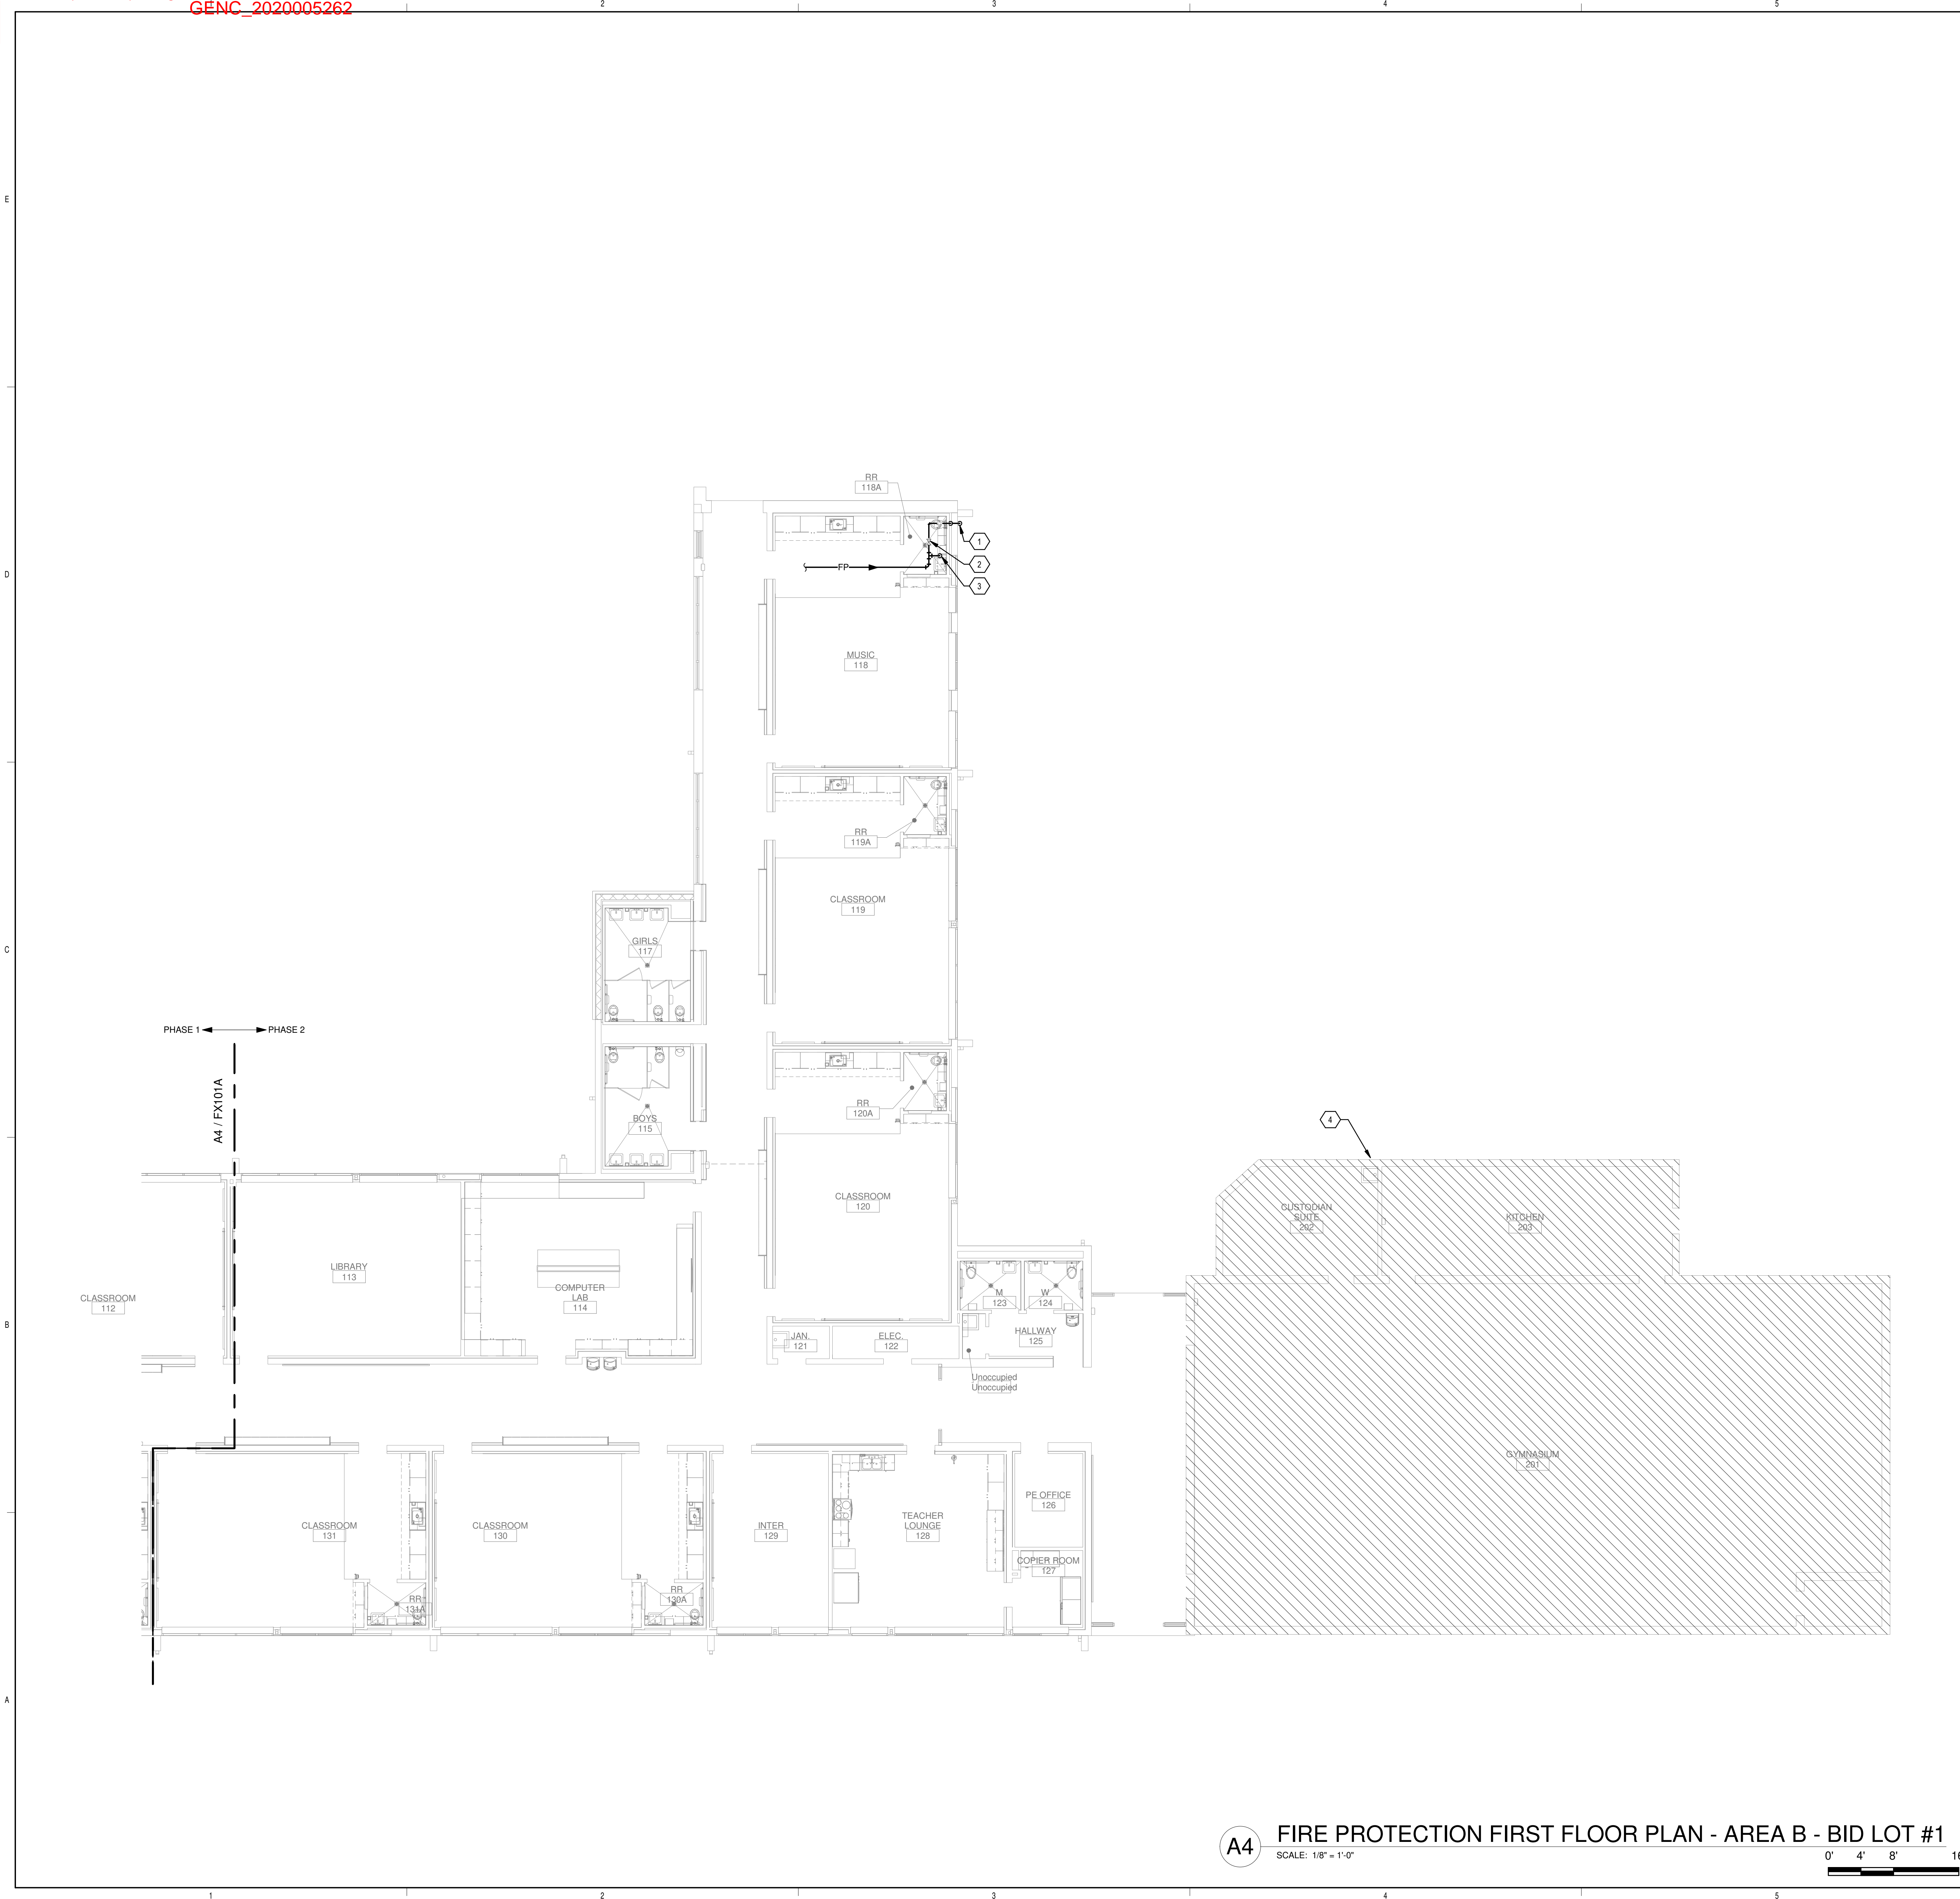 GENC_2020005262
1
2
3
4
5
E
D
C
B
A
RR
118A
1
2
3
FP
MUSIC
118
RR
119A
CLASSROOM
119
GIRLS
117
PHASE 1
PHASE 2
A4 / FX101A
BOYS
115
RR
120A
CLASSROOM
120
4
CUSTODIAN
SUITE
202
KITCHEN
203
LIBRARY
113
COMPUTER
LAB
114
CLASSROOM
112
M
123
W
124
JAN.
121
ELEC.
122
HALLWAY
125
Unoccupied
Unoccupied
GYMNASIUM
201
CLASSROOM
131
CLASSROOM
130
INTER
129
TEACHER
LOUNGE
128
PE OFFICE
126
COPIER ROOM
127
RR
131A
RR
130A
A4
FIRE PROTECTION FIRST FLOOR PLAN - AREA B - BID LOT #1
SCALE: 1/8" = 1'-0"
0' 4' 8' 16
1
2
3
4
5